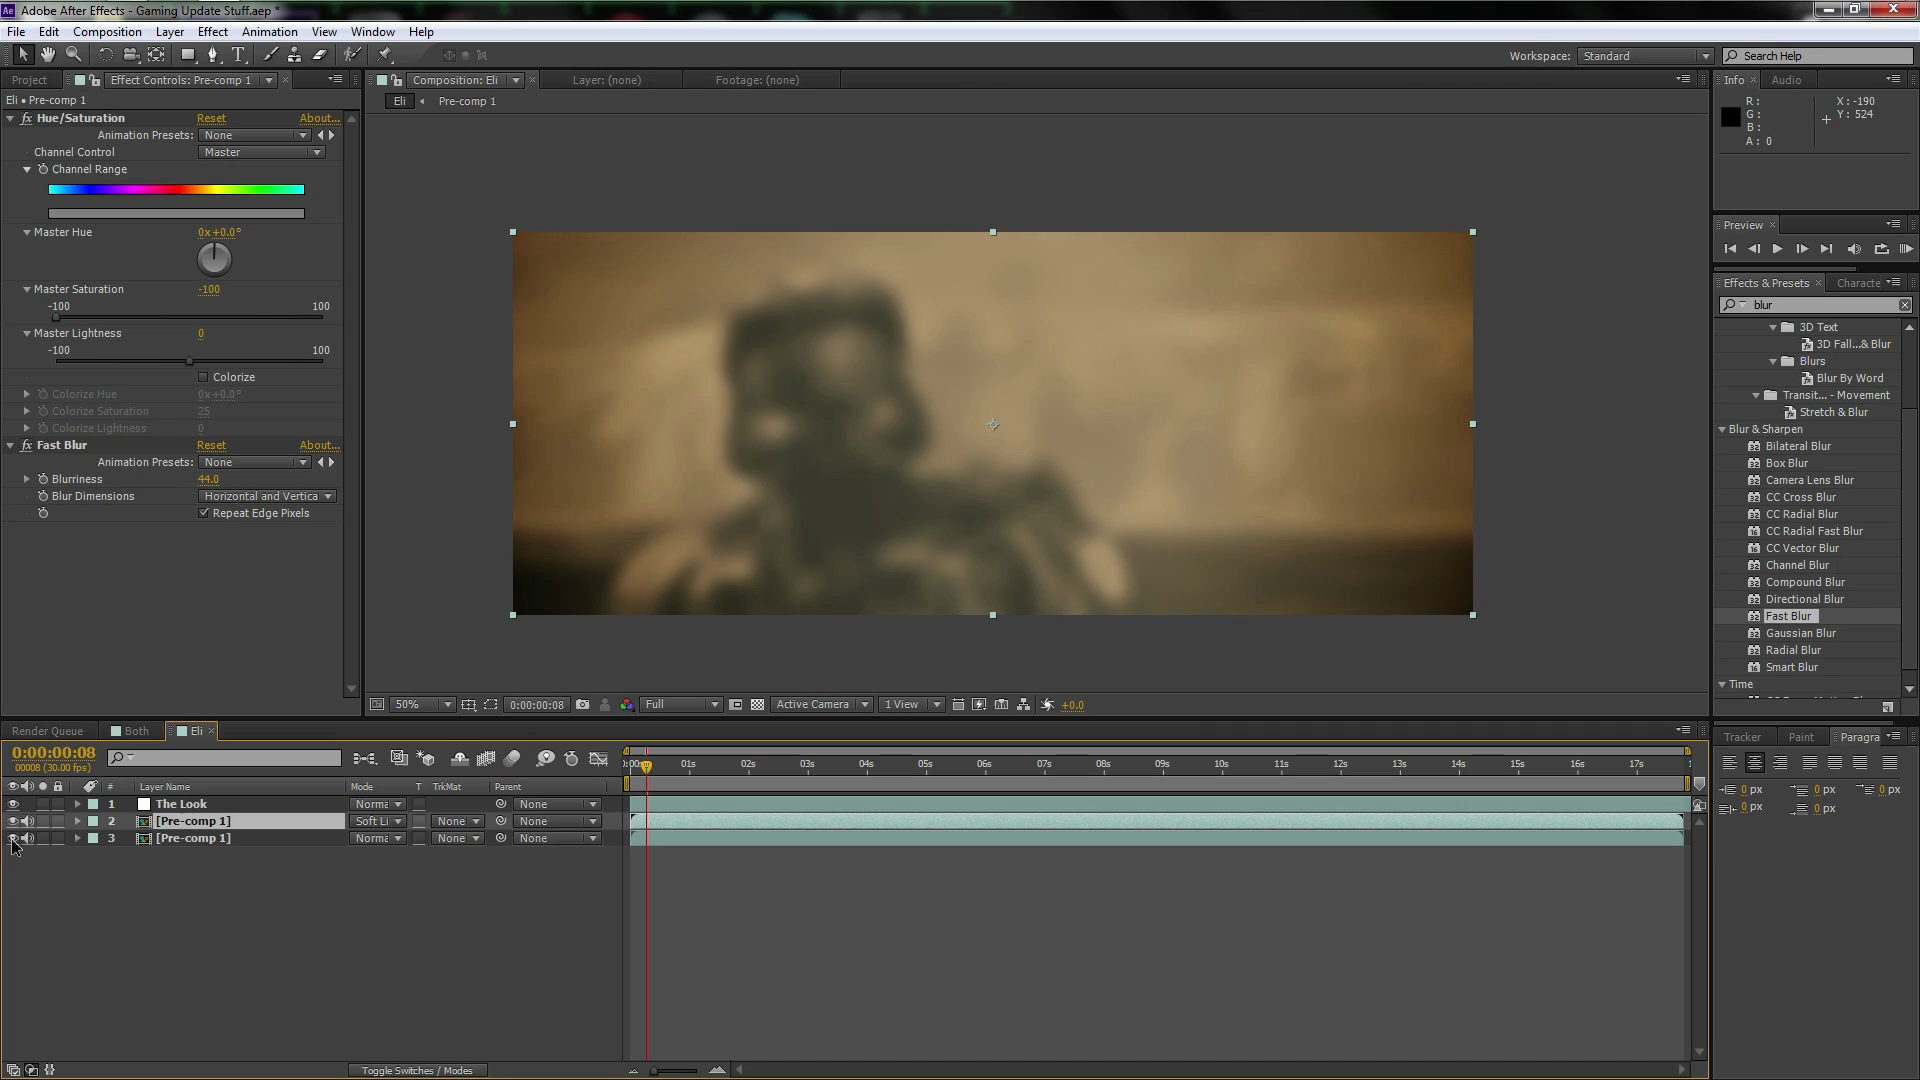 Ae Adobe After Effects - Gaming Update Stuff.aep *
File Edit Composition Layer Effect Animation View Window Help
T Workspace: Standard Search Help
Project Effect Controls: Pre-comp 1
Eli • Pre-comp 1
fx Hue/Saturation Reset About...
Animation Presets: None
Channel Control Master
Channel Range
Master Hue 0x+0.0°
Master Saturation -100
-100 100
Master Lightness 0
-100 100
Colorize
Colorize Hue 0x+0.0°
Colorize Saturation 25
Colorize Lightness 0
fx Fast Blur Reset About...
Animation Presets: None
Blurriness 44.0
Blur Dimensions Horizontal and Vertica
Repeat Edge Pixels
Composition: Eli Layer: (none) Footage: (none)
Eli Pre-comp 1
50% 0:00:00:08 Full Active Camera 1 View +0.0
Info Audio
R: X: -190
G: Y: 524
B:
A: 0
Preview
Effects & Presets Characte
blur
3D Text
3D Fall...& Blur
Blurs
Blur By Word
Transit... - Movement
Stretch & Blur
Blur & Sharpen
Bilateral Blur
Box Blur
Camera Lens Blur
CC Cross Blur
CC Radial Blur
CC Radial Fast Blur
CC Vector Blur
Channel Blur
Compound Blur
Directional Blur
Fast Blur
Gaussian Blur
Radial Blur
Smart Blur
Time
Tracker Paint Paragra
0 px 0 px 0 px
0 px 0 px
Render Queue Both Eli
0:00:00:08
00008 (30.00 fps)
01s 02s 03s 04s 05s 06s 07s 08s 09s 10s 11s 12s 13s 14s 15s 16s 17s
# Layer Name Mode T TrkMat Parent
1 The Look Norma None
2 [Pre-comp 1] Soft Li None None
3 [Pre-comp 1] Norma None None
Toggle Switches / Modes